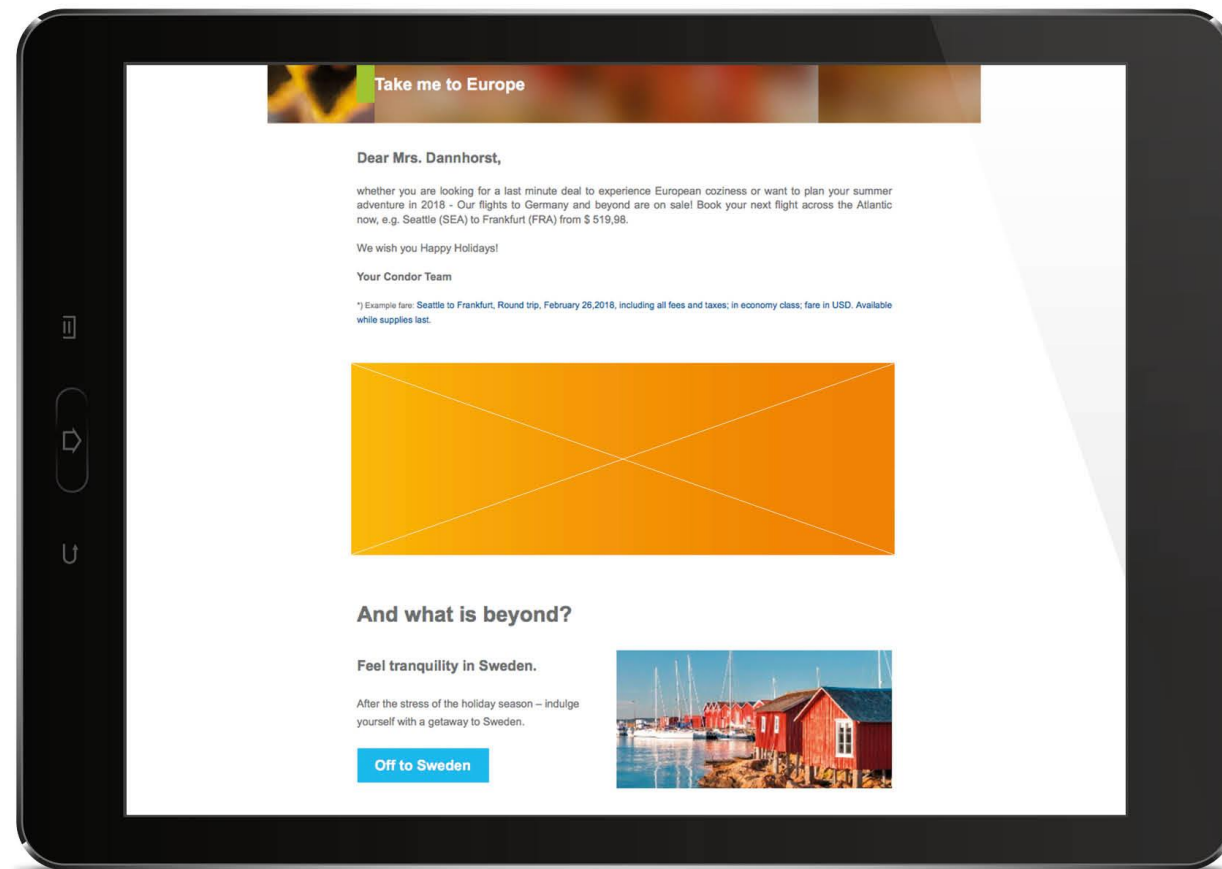 Take me to Europe
Dear Mrs. Dannhorst,
whether you are looking for a last minute deal to experience European coziness or want to plan your summer
adventure in 2018 - Our flights to Germany and beyond are on sale! Book your next flight across the Atlantic
now, e.g. Seattle (SEA) to Frankfurt (FRA) from $ 519,98.
We wish you Happy Holidays!
Your Condor Team
*) Example fare: Seattle to Frankfurt, Round trip, February 26,2018, including all fees and taxes; in economy class; fare in USD. Available
while supplies last.
And what is beyond?
Feel tranquility in Sweden.
After the stress of the holiday season – indulge
yourself with a getaway to Sweden.
Off to Sweden